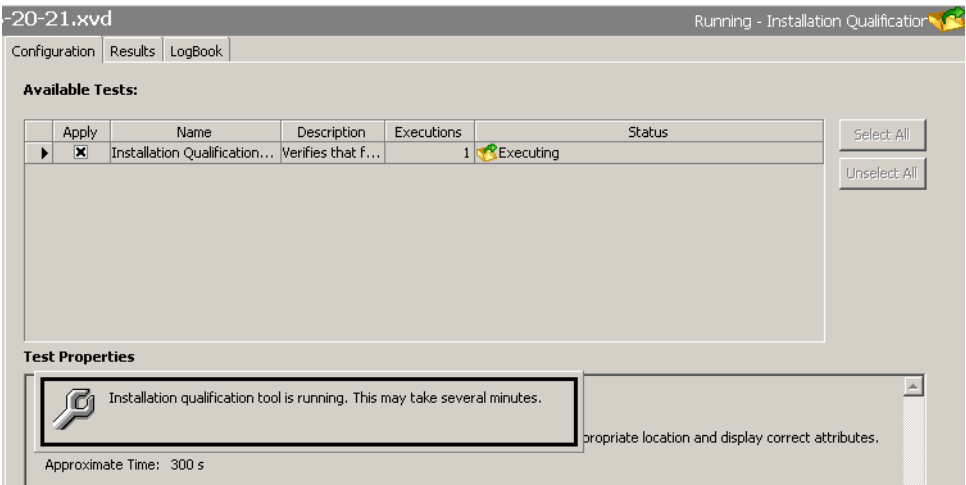 -20-21.xvd
Running - Installation Qualification
Configuration Results LogBook
Available Tests:
Apply Name Description Executions Status
Installation Qualification... Verifies that f... 1 Executing
Select All
Unselect All
Test Properties
Installation qualification tool is running. This may take several minutes.
propriate location and display correct attributes.
Approximate Time: 300 s